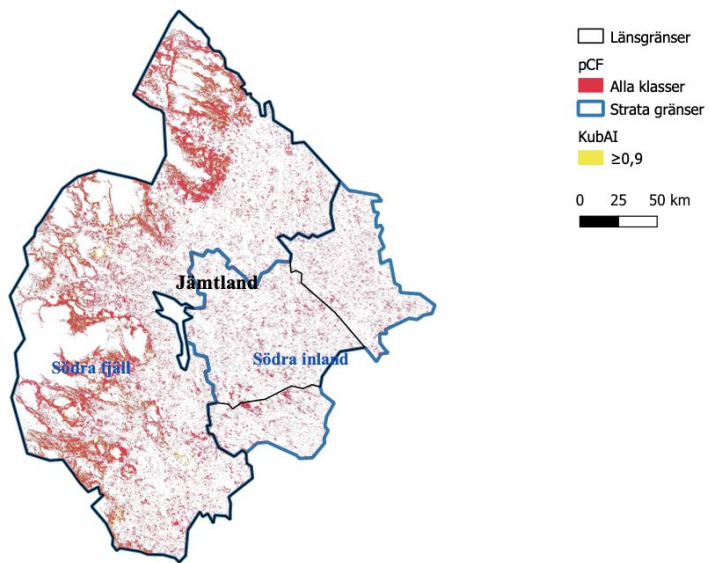 Länsgränser
pCF
Alla klasser
Strata gränser
KubAI
≥0,9
0 25 50 km
Jämtland
Södra fjäll
Södra inland